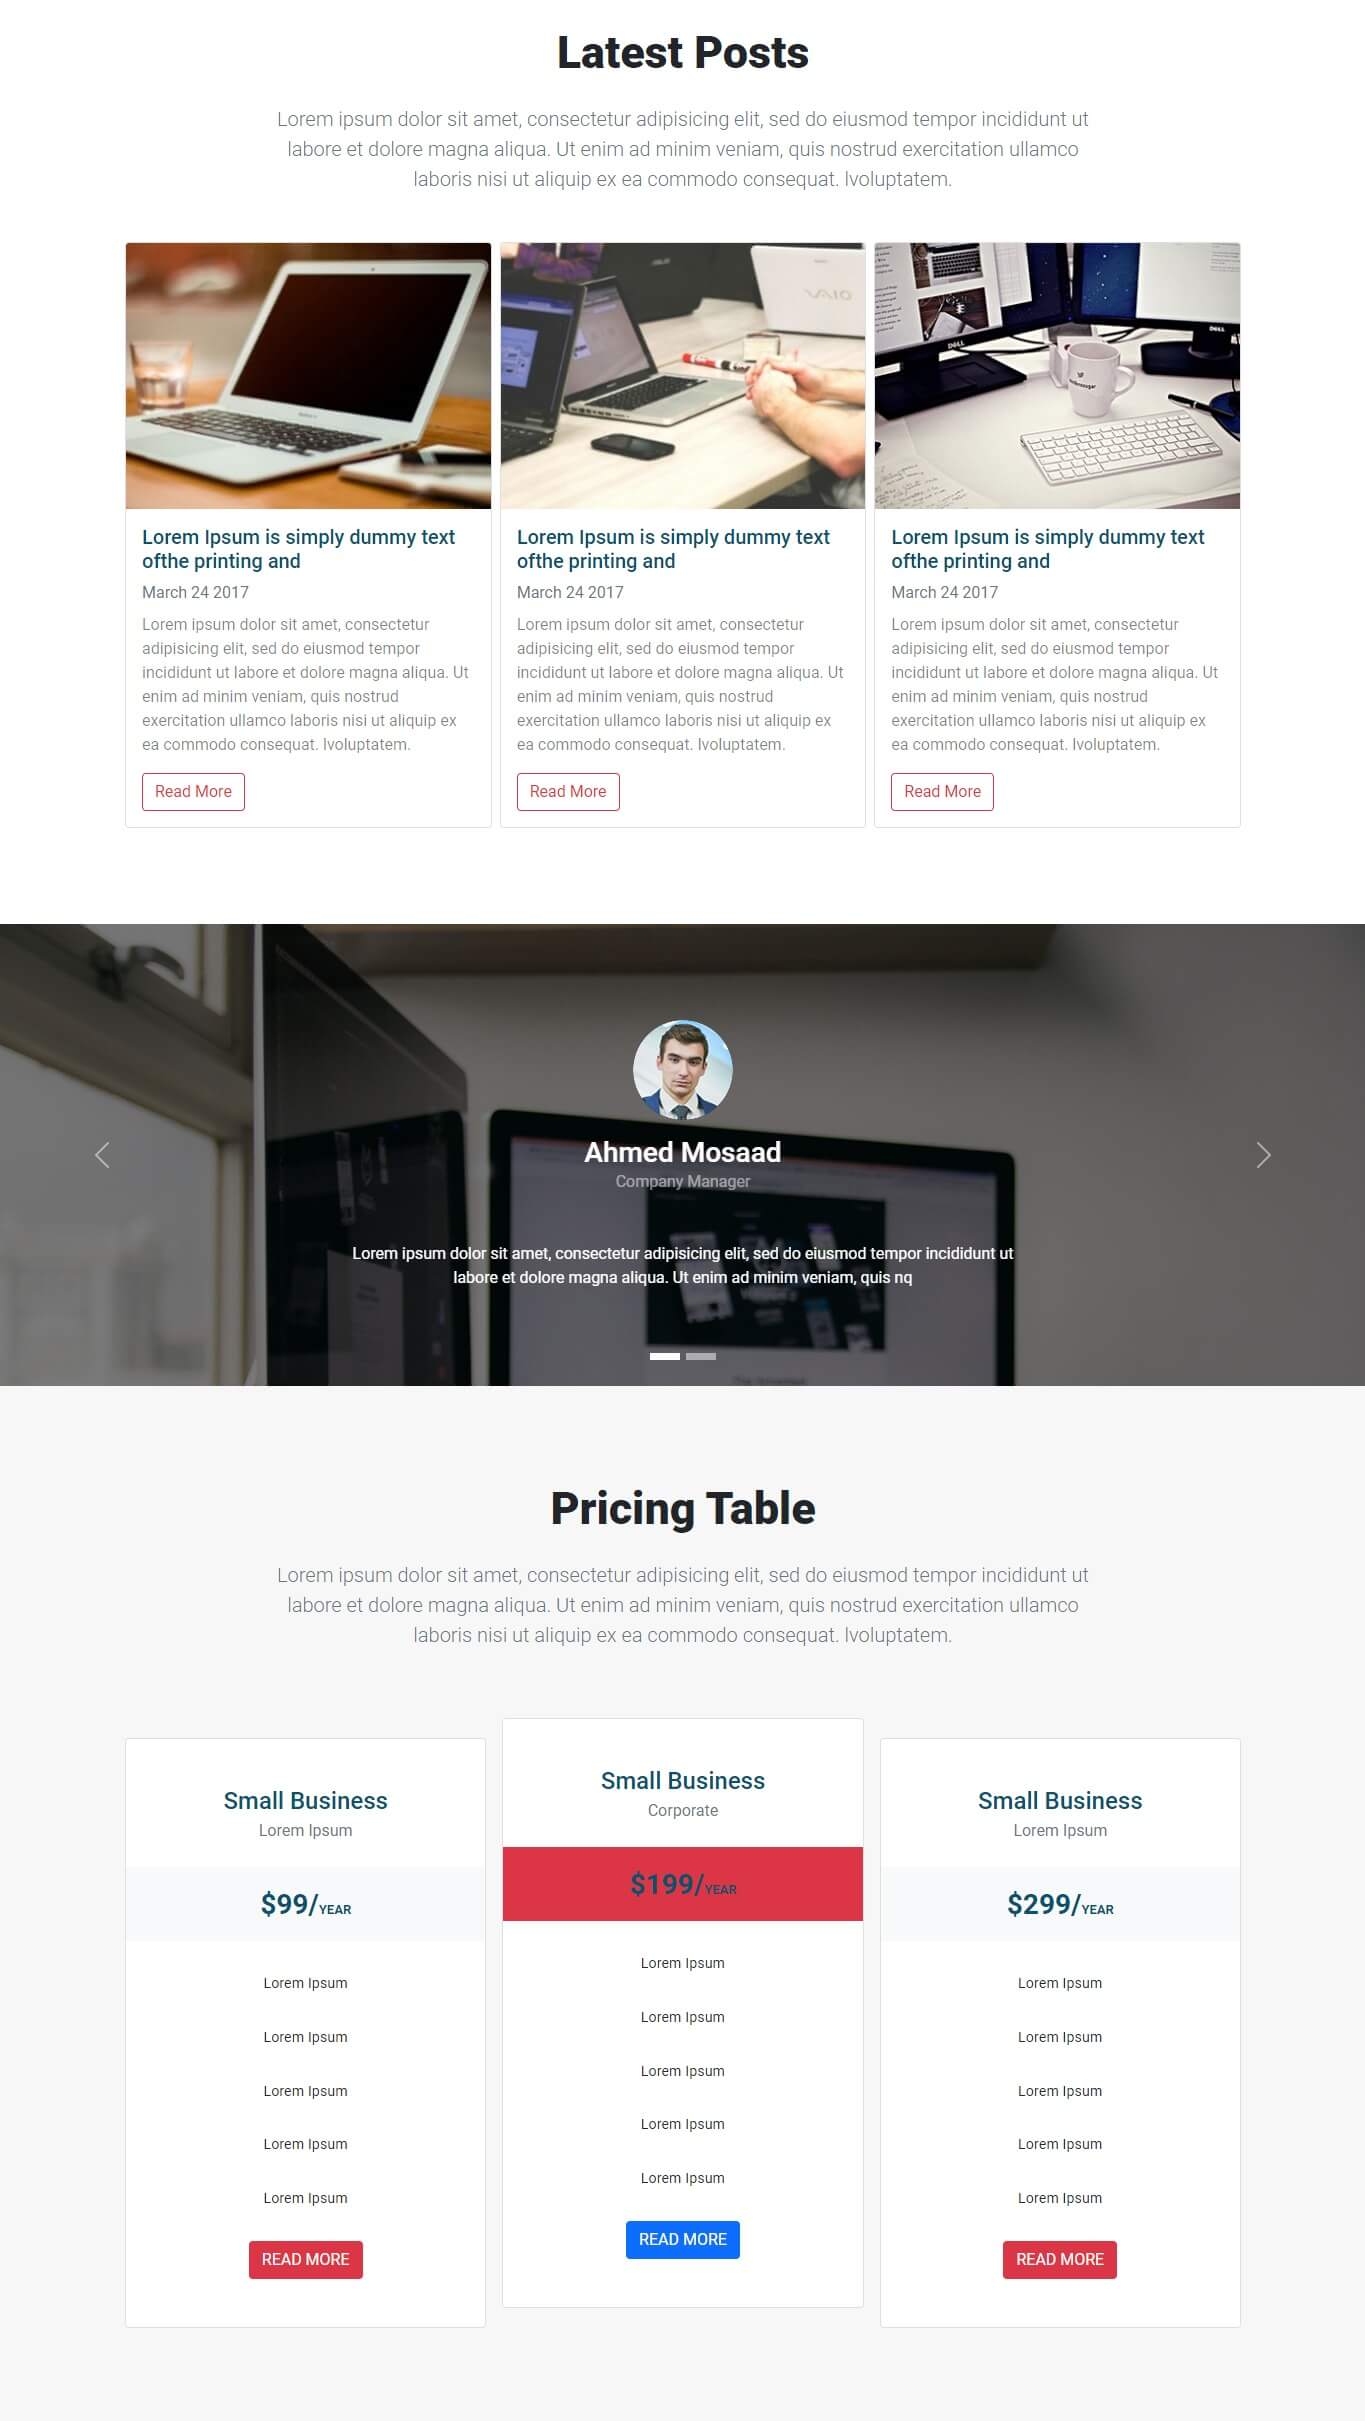 Latest Posts
Lorem ipsum dolor sit amet, consectetur adipisicing elit, sed do eiusmod tempor incididunt ut
labore et dolore magna aliqua. Ut enim ad minim veniam, quis nostrud exercitation ullamco
laboris nisi ut aliquip ex ea commodo consequat. lvoluptatem.
VAIO
DELL
DELL
Lorem Ipsum is simply dummy text
ofthe printing and
March 24 2017
Lorem ipsum dolor sit amet, consectetur
adipisicing elit, sed do eiusmod tempor
incididunt ut labore et dolore magna aliqua. Ut
enim ad minim veniam, quis nostrud
exercitation ullamco laboris nisi ut aliquip ex
ea commodo consequat. lvoluptatem.
Read More
Lorem Ipsum is simply dummy text
ofthe printing and
March 24 2017
Lorem ipsum dolor sit amet, consectetur
adipisicing elit, sed do eiusmod tempor
incididunt ut labore et dolore magna aliqua. Ut
enim ad minim veniam, quis nostrud
exercitation ullamco laboris nisi ut aliquip ex
ea commodo consequat. lvoluptatem.
Read More
Lorem Ipsum is simply dummy text
ofthe printing and
March 24 2017
Lorem ipsum dolor sit amet, consectetur
adipisicing elit, sed do eiusmod tempor
incididunt ut labore et dolore magna aliqua. Ut
enim ad minim veniam, quis nostrud
exercitation ullamco laboris nisi ut aliquip ex
ea commodo consequat. lvoluptatem.
Read More
Ahmed Mosaad
Company Manager
Lorem ipsum dolor sit amet, consectetur adipisicing elit, sed do eiusmod tempor incididunt ut
labore et dolore magna aliqua. Ut enim ad minim veniam, quis nq
Pricing Table
Lorem ipsum dolor sit amet, consectetur adipisicing elit, sed do eiusmod tempor incididunt ut
labore et dolore magna aliqua. Ut enim ad minim veniam, quis nostrud exercitation ullamco
laboris nisi ut aliquip ex ea commodo consequat. lvoluptatem.
Small Business
Lorem Ipsum
$99/YEAR
Lorem Ipsum
Lorem Ipsum
Lorem Ipsum
Lorem Ipsum
Lorem Ipsum
READ MORE
Small Business
Corporate
$199/YEAR
Lorem Ipsum
Lorem Ipsum
Lorem Ipsum
Lorem Ipsum
Lorem Ipsum
READ MORE
Small Business
Lorem Ipsum
$299/YEAR
Lorem Ipsum
Lorem Ipsum
Lorem Ipsum
Lorem Ipsum
Lorem Ipsum
READ MORE